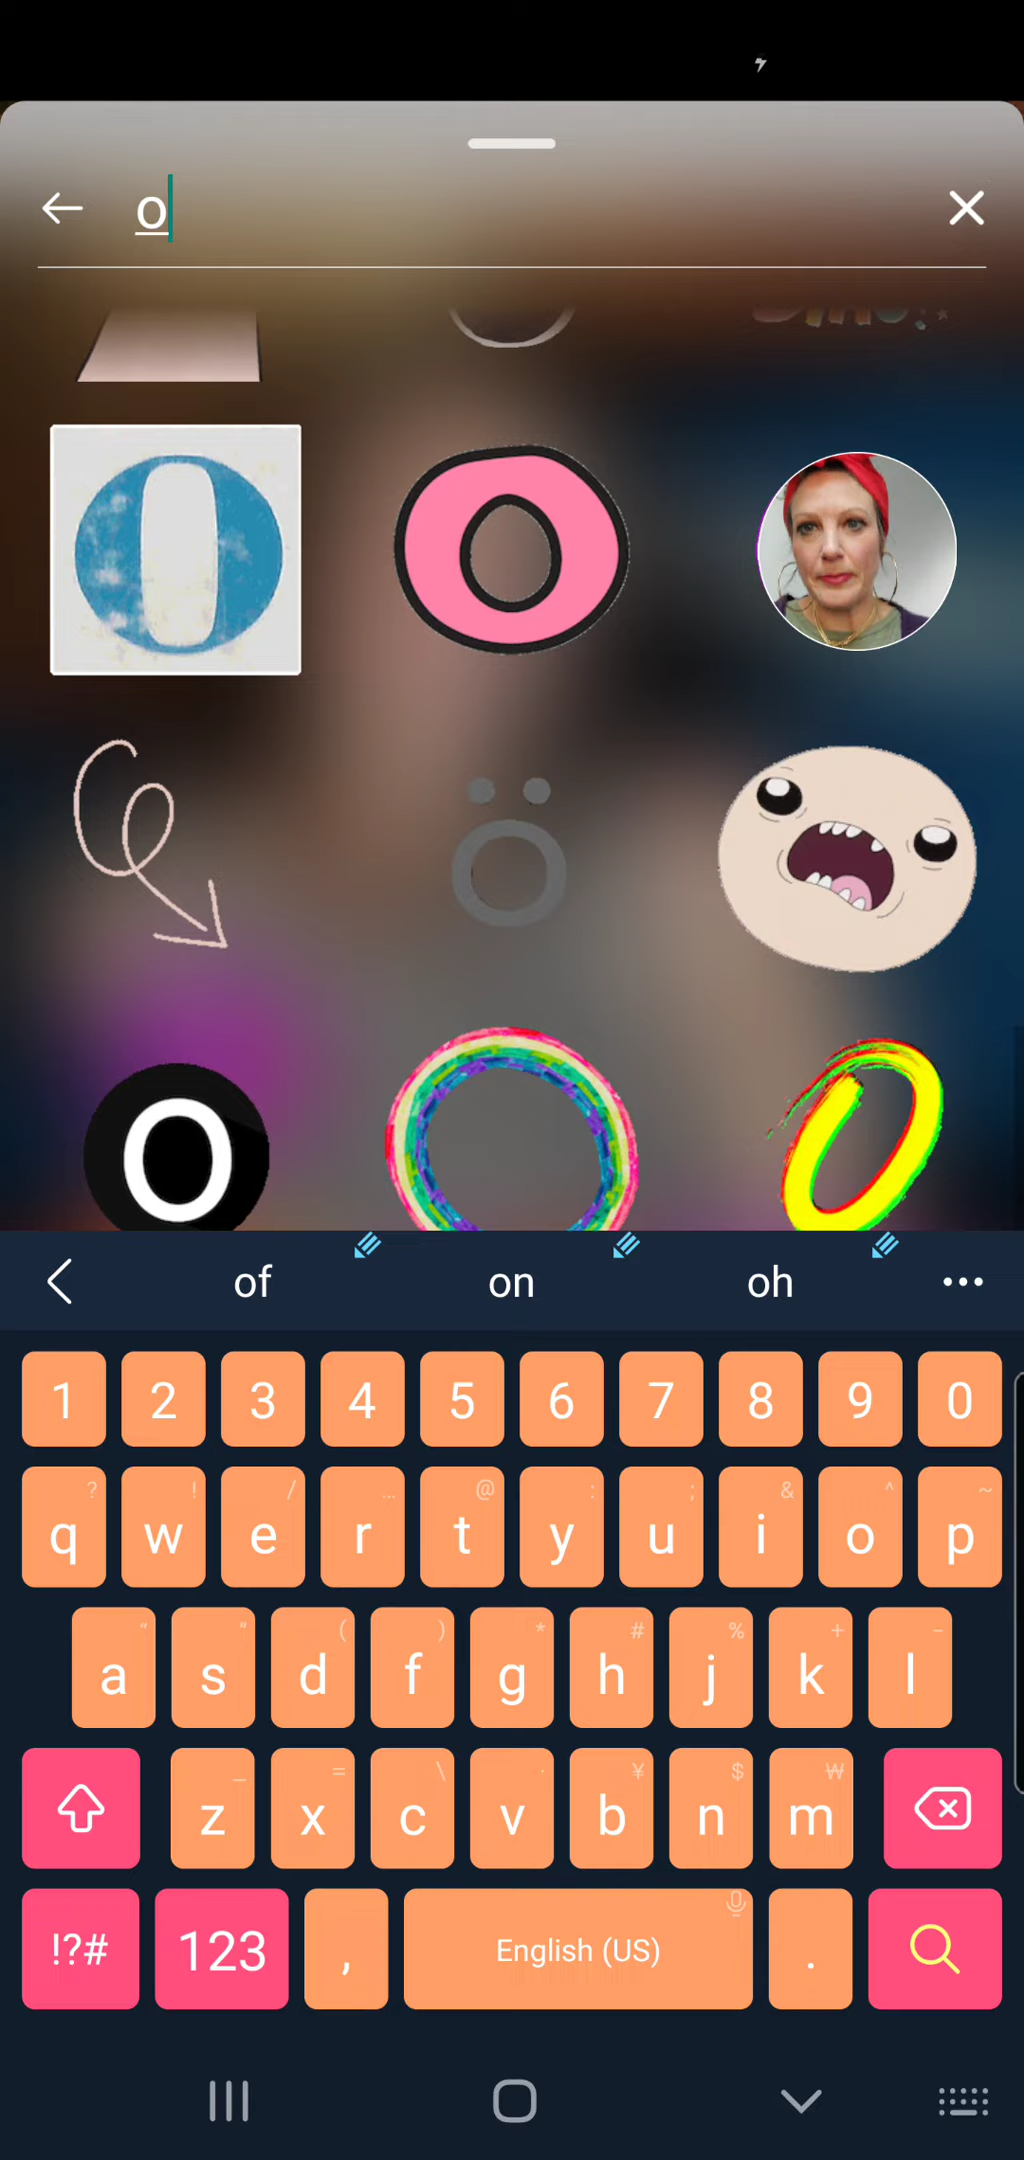 o
O O
Ö
O O O
of on oh ...
1 2 3 4 5 6 7 8 9 0
? ! / ... @ : ; & ^ ~
q w e r t y u i o p
" " ( ) * # % + -
a s d f g h j k l
_ = \ · ¥ $ ₩
z x c v b n m
!?# 123 , English (US) .